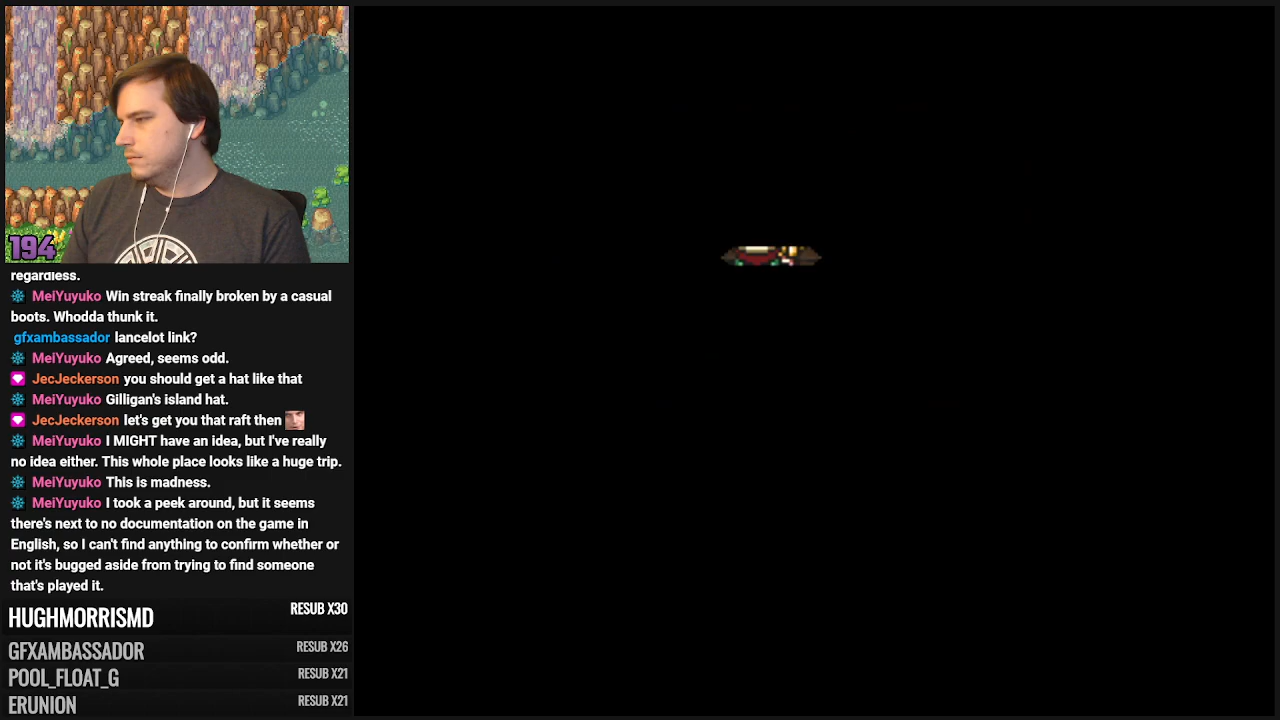 194
regardless.
MeiYuyuko Win streak finally broken by a casual
boots. Whodda thunk it.
gfxambassador lancelot link?
MeiYuyuko Agreed, seems odd.
JecJeckerson you should get a hat like that
MeiYuyuko Gilligan's island hat.
JecJeckerson let's get you that raft then
MeiYuyuko I MIGHT have an idea, but I've really
no idea either. This whole place looks like a huge trip.
MeiYuyuko This is madness.
MeiYuyuko I took a peek around, but it seems
there's next to no documentation on the game in
English, so I can't find anything to confirm whether or
not it's bugged aside from trying to find someone
that's played it.
HUGHMORRISMD RESUB X30
GFXAMBASSADOR RESUB X26
POOL_FLOAT_G RESUB X21
ERUNION RESUB X21